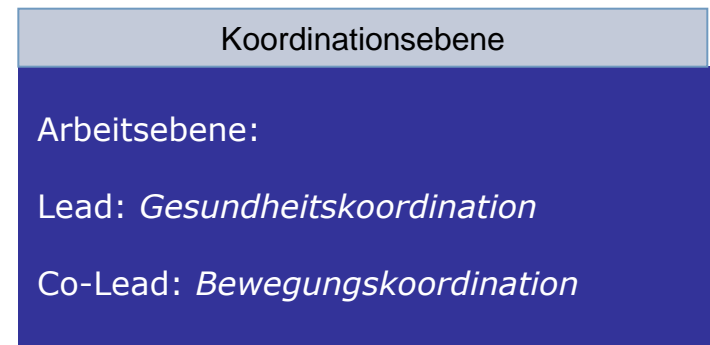 Koordinationsebene
Arbeitsebene:
Lead: Gesundheitskoordination
Co-Lead: Bewegungskoordination